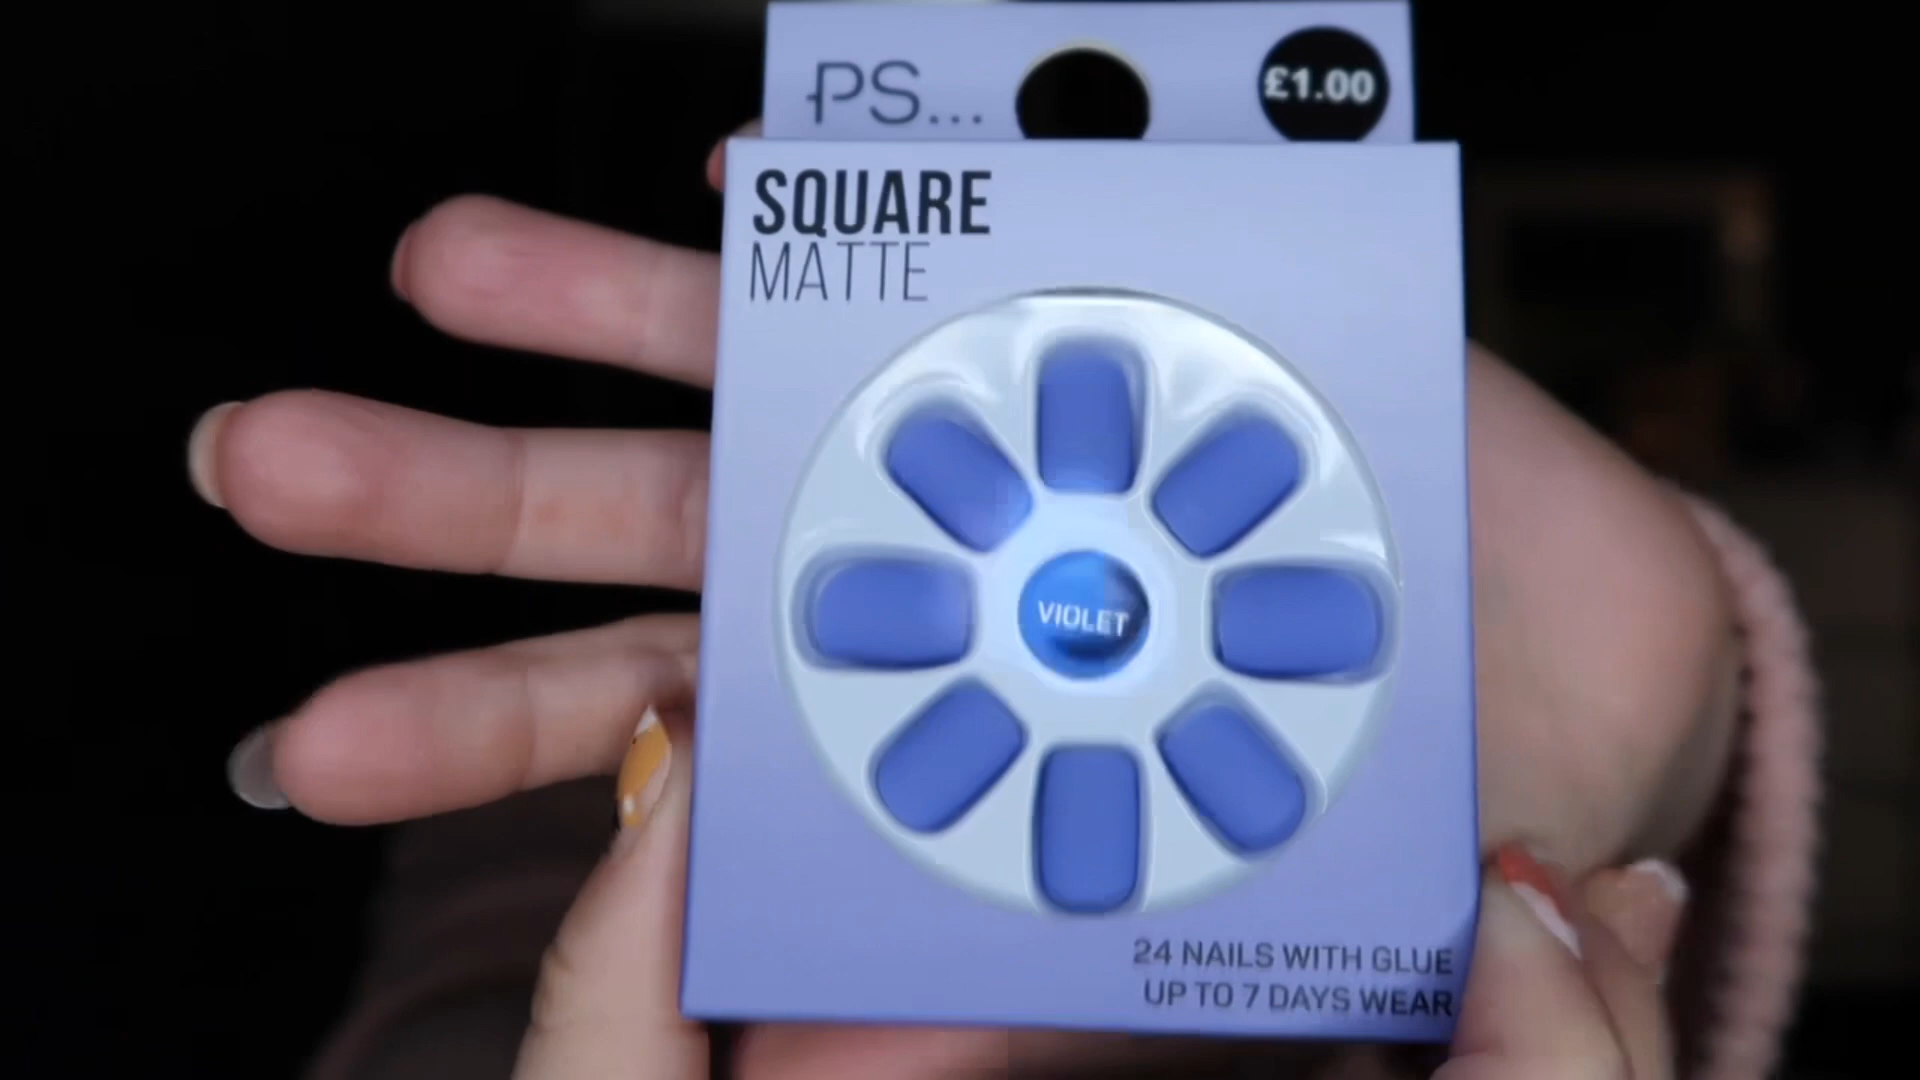 PS...
£1.00
SQUARE
MATTE
VIOLET
24 NAILS WITH GLUE
UP TO 7 DAYS WEAR